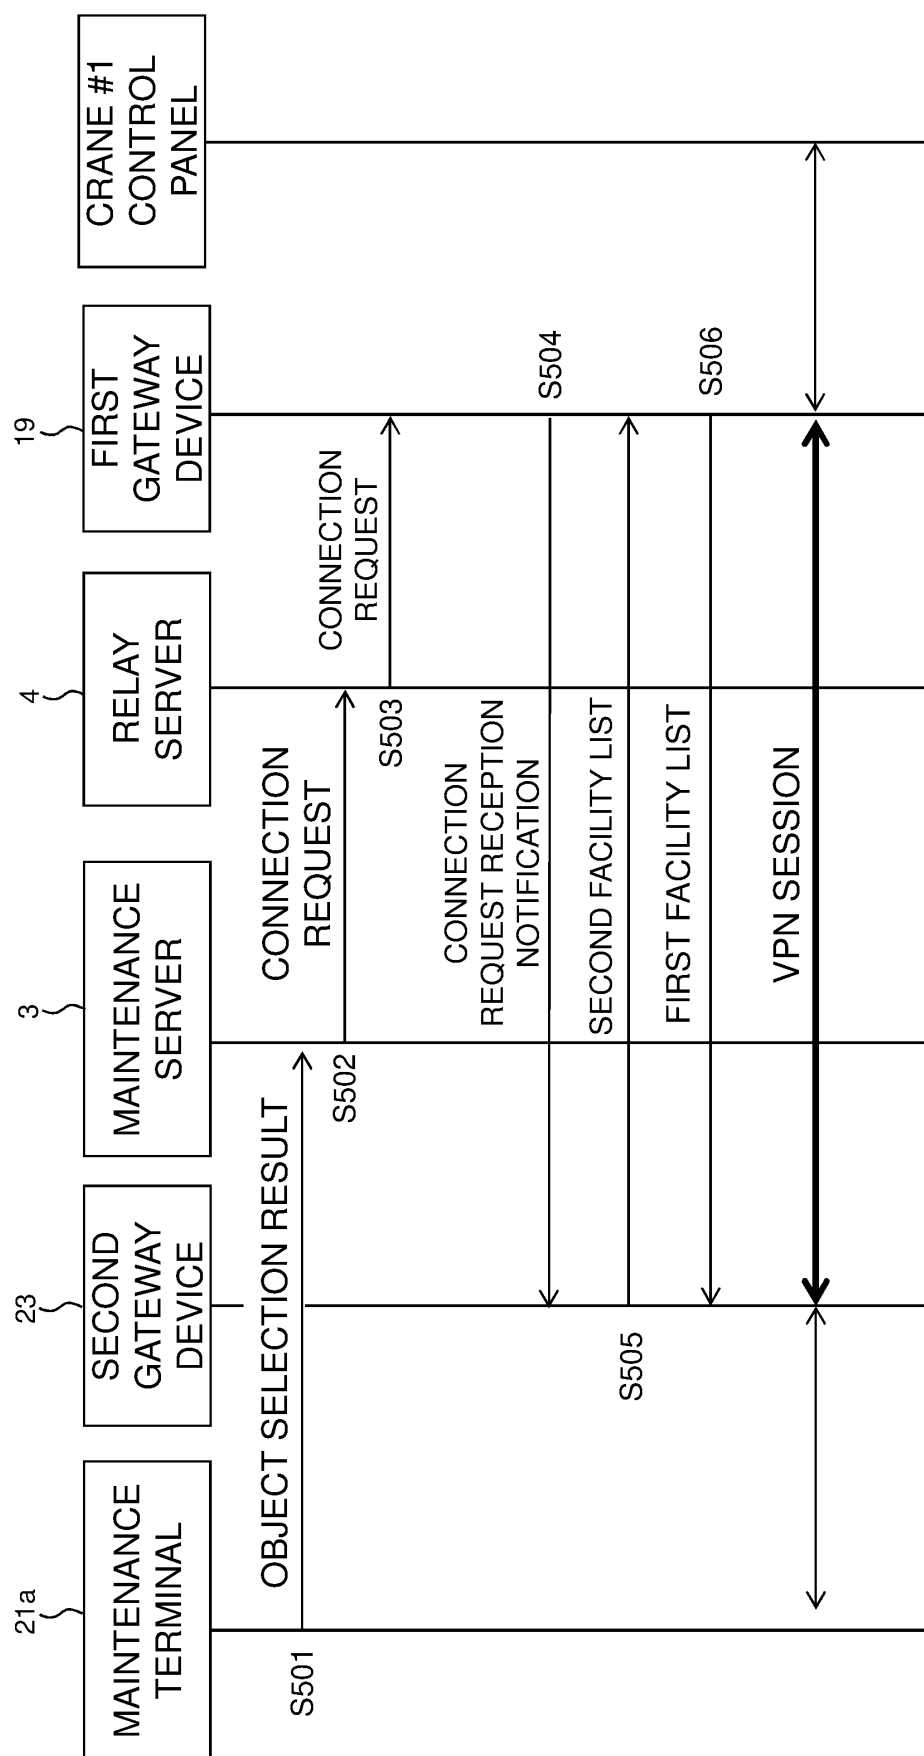 21a
MAINTENANCE
TERMINAL
23
SECOND
GATEWAY
DEVICE
3
MAINTENANCE
SERVER
4
RELAY
SERVER
19
FIRST
GATEWAY
DEVICE
CRANE #1
CONTROL
PANEL
S501
OBJECT SELECTION RESULT
S502
CONNECTION
REQUEST
S503
CONNECTION
REQUEST
CONNECTION
REQUEST RECEPTION
NOTIFICATION
S504
S505
SECOND FACILITY LIST
FIRST FACILITY LIST
S506
VPN SESSION